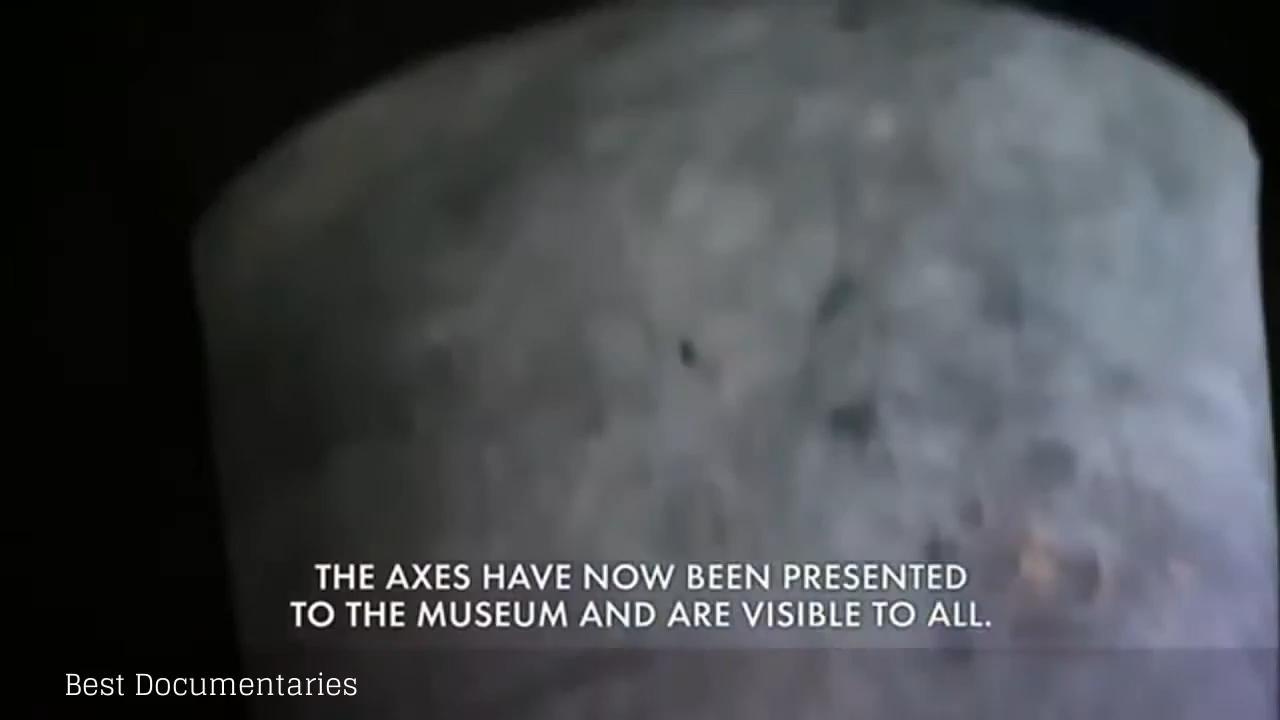 THE AXES HAVE NOW BEEN PRESENTED
TO THE MUSEUM AND ARE VISIBLE TO ALL.
Best Documentaries